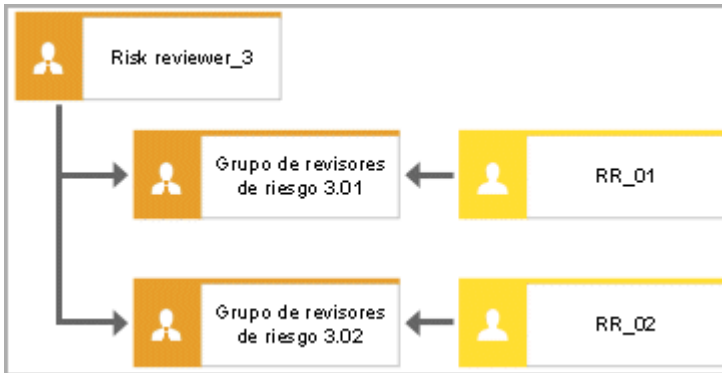 Risk reviewer_3
Grupo de revisores
de riesgo 3.01
RR_01
Grupo de revisores
de riesgo 3.02
RR_02